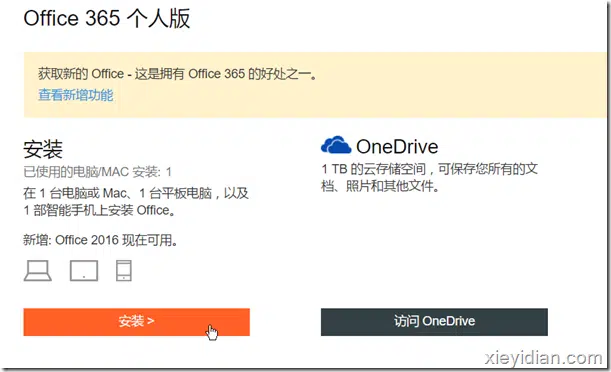 Office 365 个人版
获取新的 Office - 这是拥有 Office 365 的好处之一。
查看新增功能
安装
已使用的电脑/MAC 安装: 1
在 1 台电脑或 Mac、1 台平板电脑，以及
1 部智能手机上安装 Office。
新增: Office 2016 现在可用。
安装 >
OneDrive
1 TB 的云存储空间，可保存您所有的文
档、照片和其他文件。
访问 OneDrive
xieyidian.com